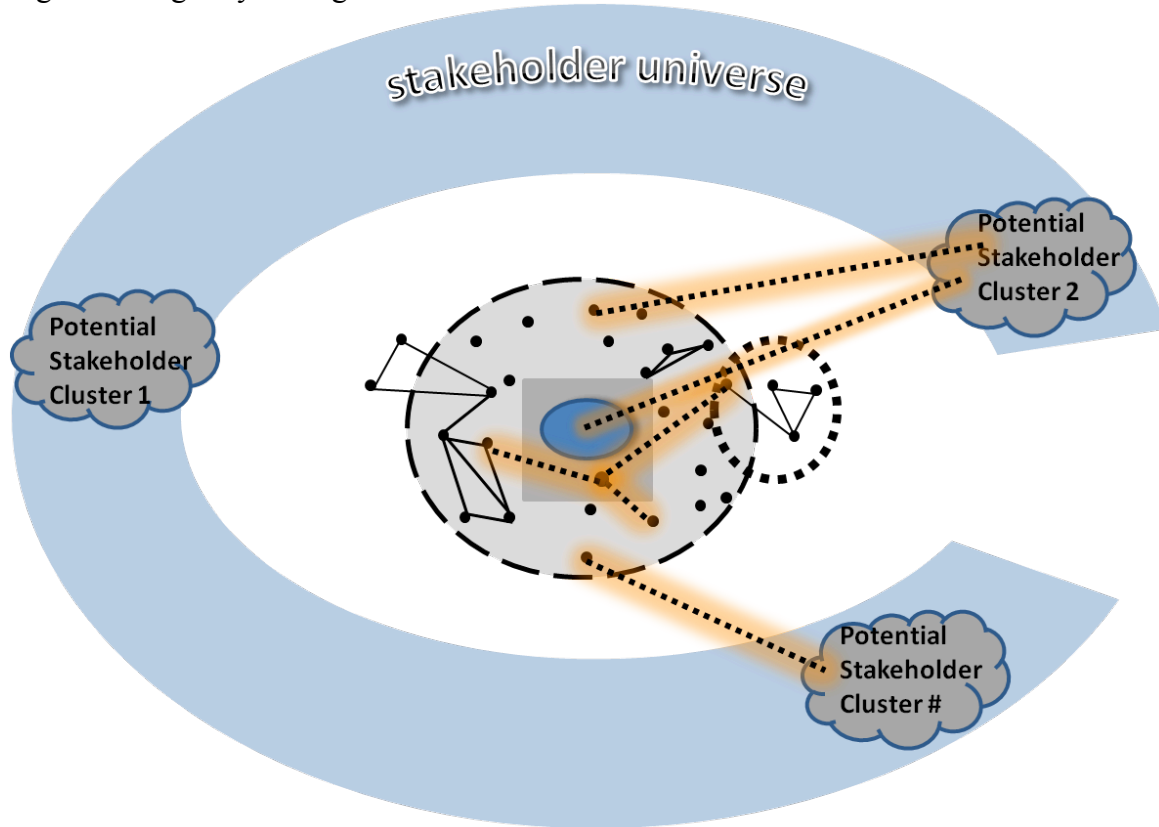 stakeholder universe
Potential
Stakeholder
Cluster 2
Potential
Stakeholder
Cluster 1
Potential
Stakeholder
Cluster #